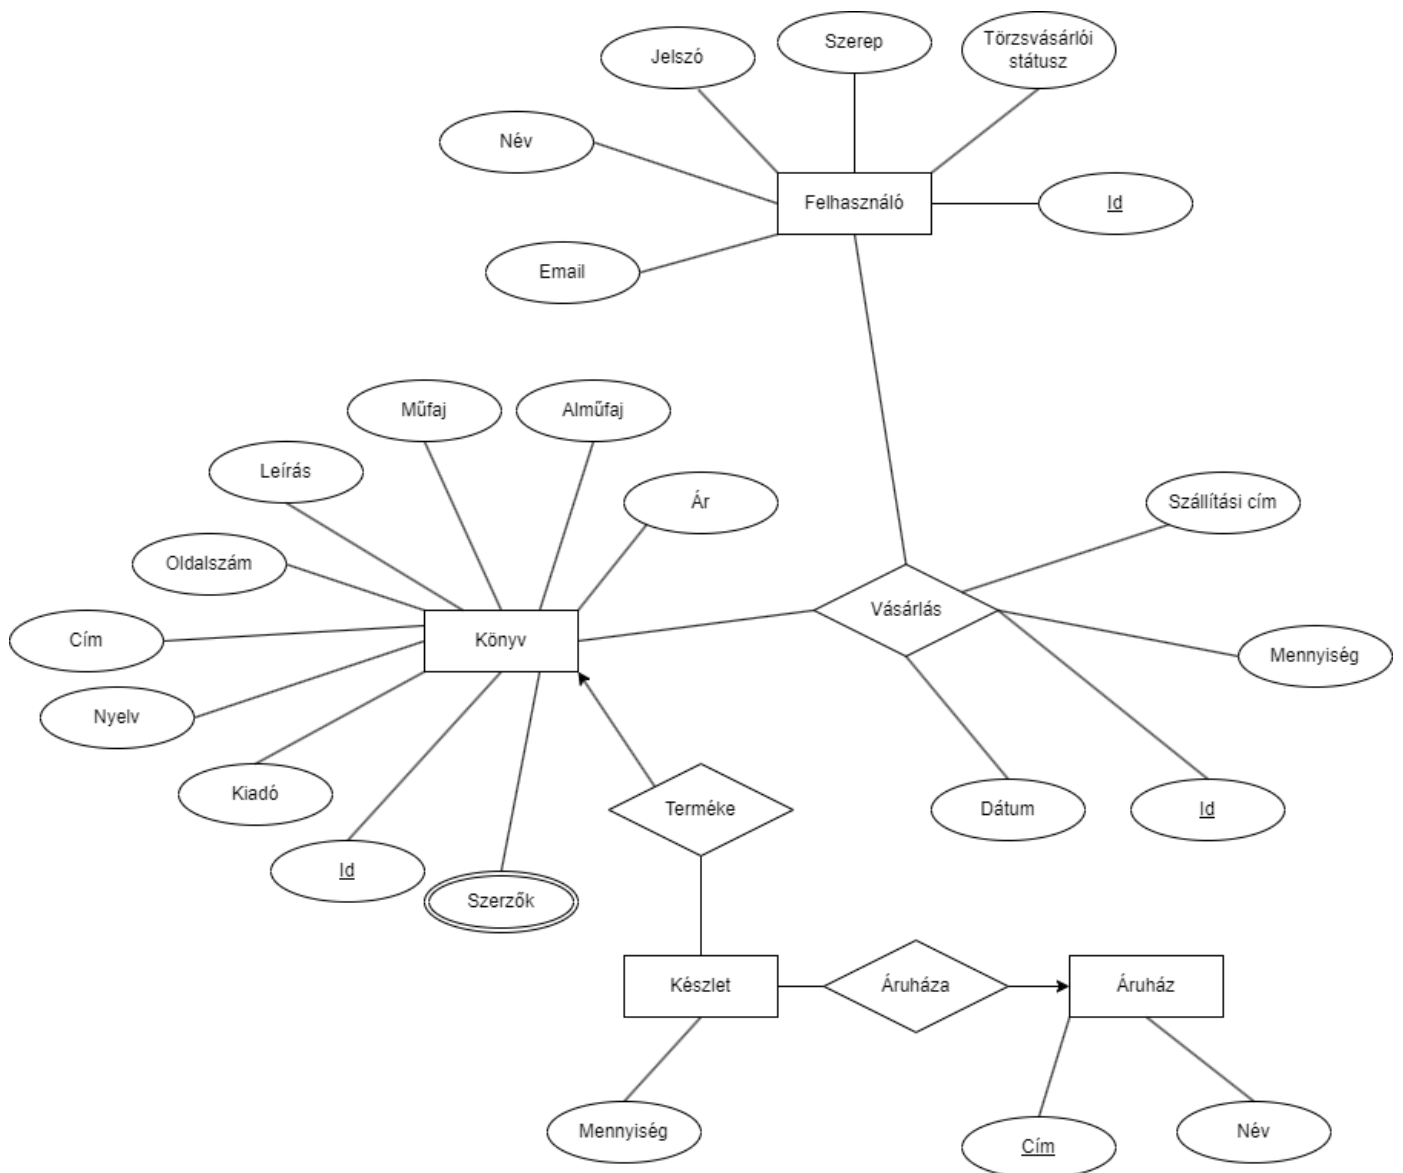 Szerep
Törzsvásárlói
státusz
Jelszó
Név
Felhasználó
Id
Email
Műfaj
Alműfaj
Leírás
Ár
Szállítási cím
Oldalszám
Vásárlás
Cím
Könyv
Mennyiség
Nyelv
Kiadó
Terméke
Dátum
Id
Id
Szerzők
Készlet
Áruháza
Áruház
Mennyiség
Cím
Név